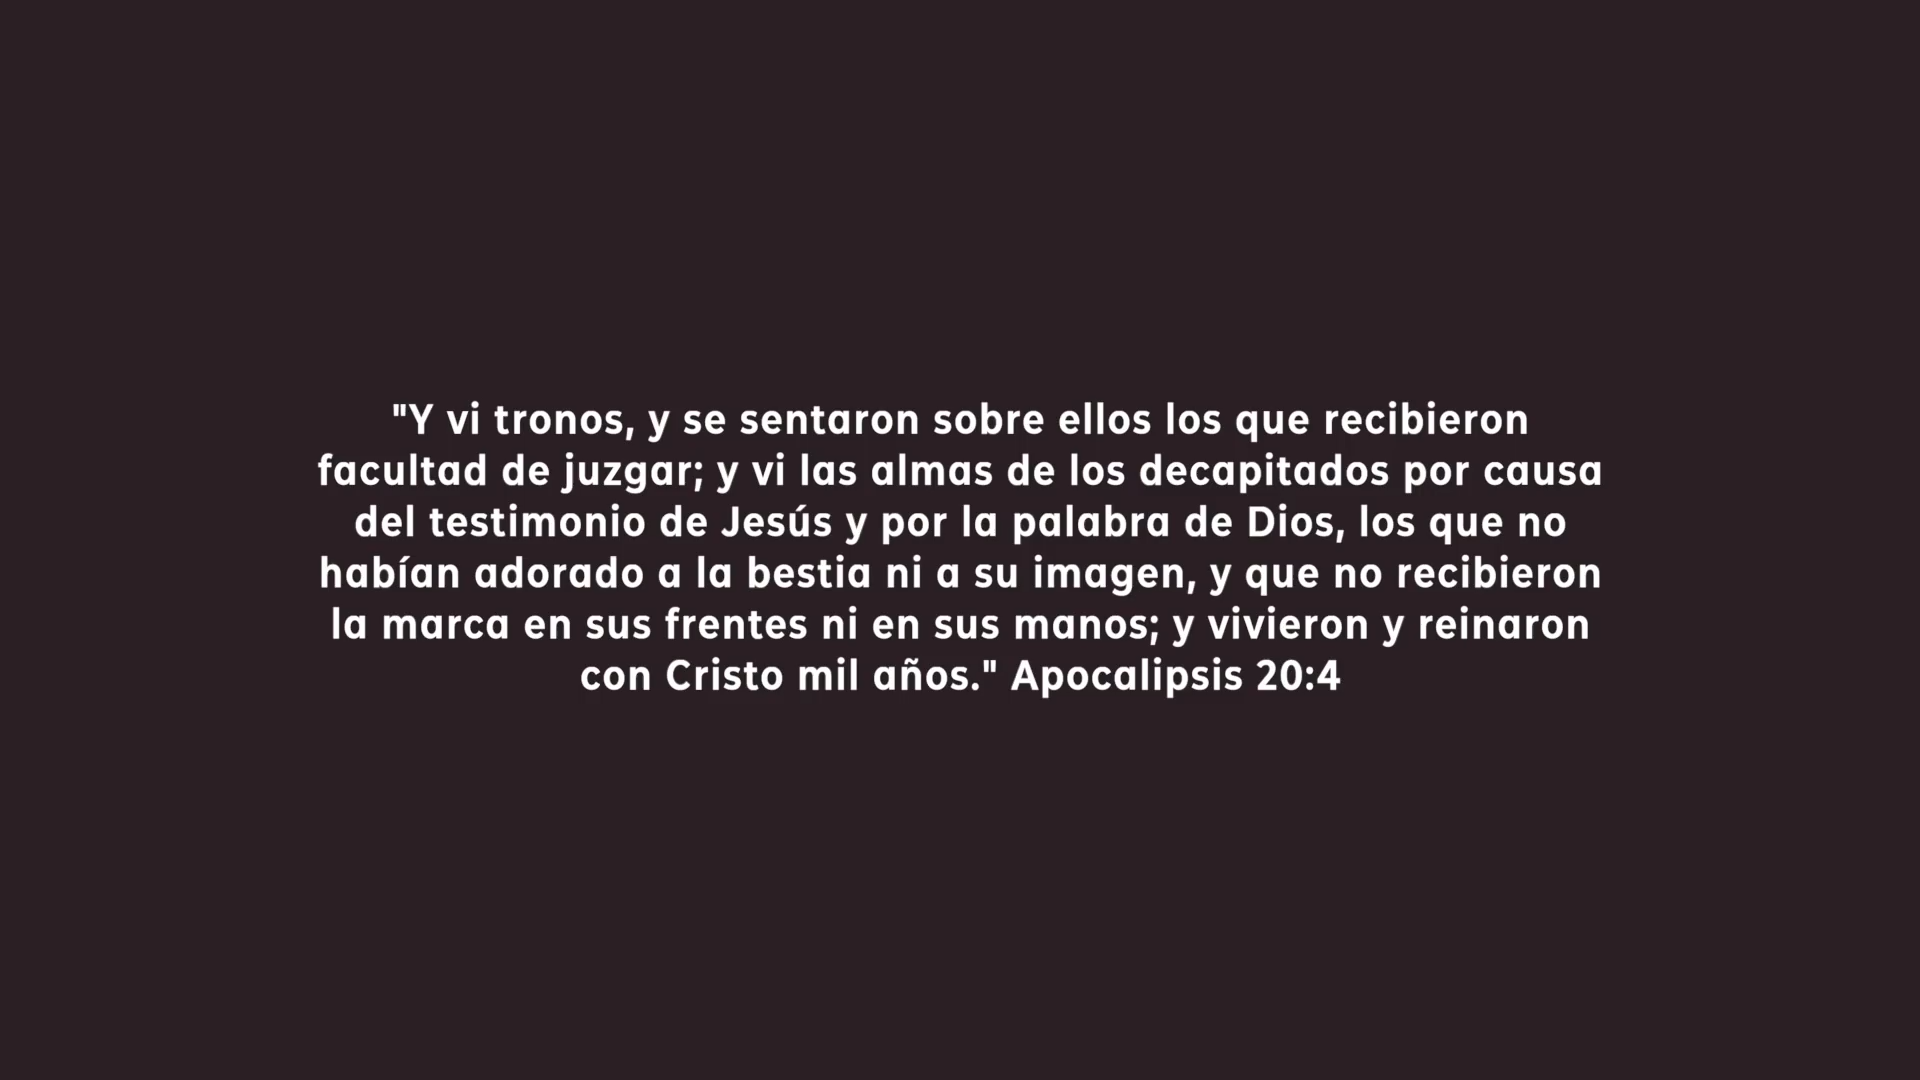 "Y vi tronos, y se sentaron sobre ellos los que recibieron
facultad de juzgar; y vi las almas de los decapitados por causa
del testimonio de Jesús y por la palabra de Dios, los que no
habían adorado a la bestia ni a su imagen, y que no recibieron
la marca en sus frentes ni en sus manos; y vivieron y reinaron
con Cristo mil años." Apocalipsis 20:4